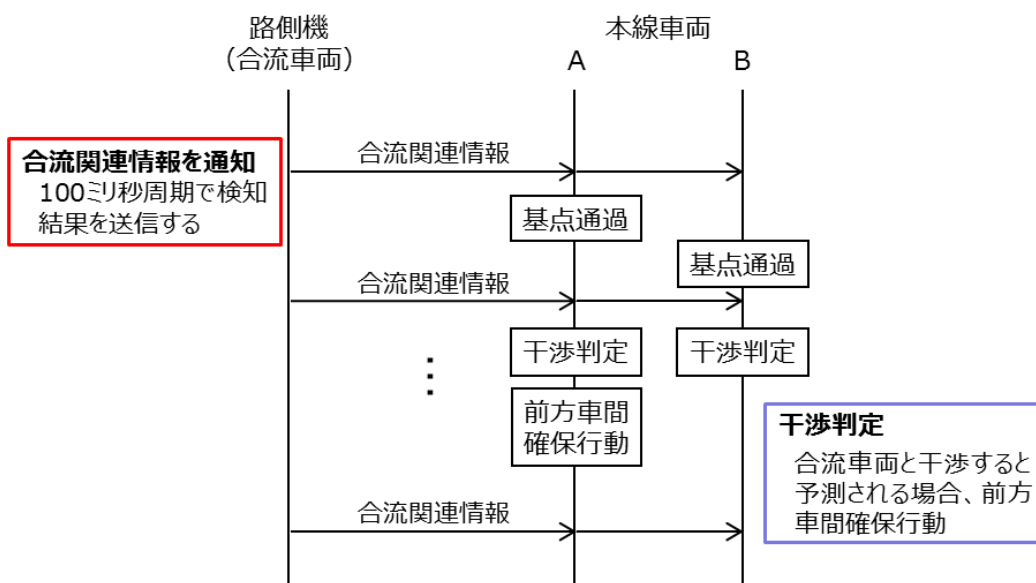 路側機
(合流車両)
本線車両
A
B
合流関連情報を通知
100ミリ秒周期で検知
結果を送信する
合流関連情報
基点通過
基点通過
合流関連情報
干渉判定
干渉判定
前方車間
確保行動
干渉判定
合流車両と干渉すると
予測される場合、前方
車間確保行動
合流関連情報